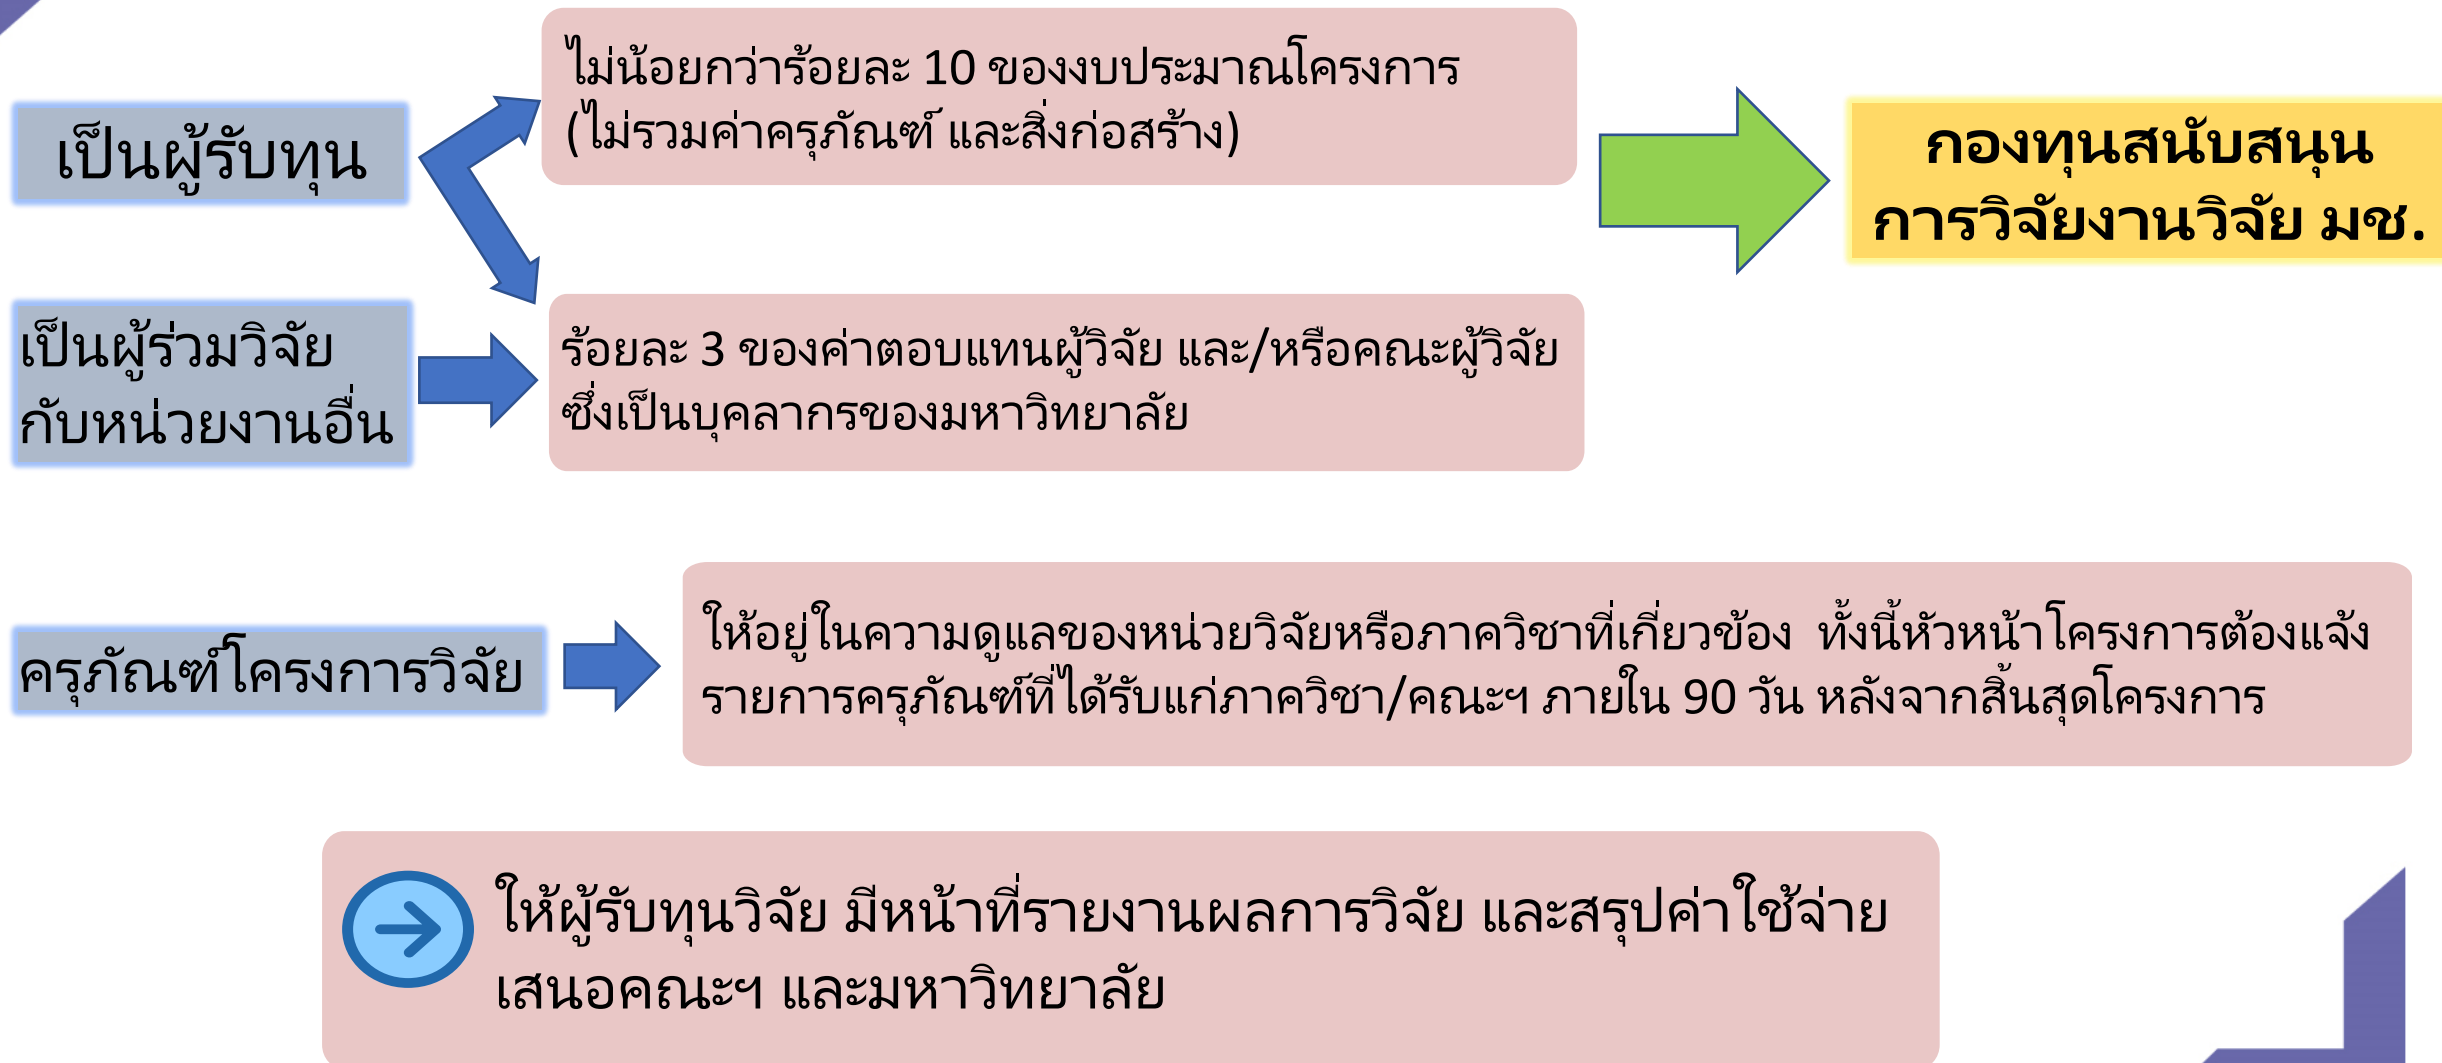 ไม่น้อยกว่าร้อยละ 10 ของงบประมาณโครงการ
(ไม่รวมค่าครุภัณฑ์ และสิ่งก่อสร้าง)
เป็นผู้รับทุน
กองทุนสนับสนุน
การวิจัยงานวิจัย มช.
เป็นผู้ร่วมวิจัย
กับหน่วยงานอื่น
ร้อยละ 3 ของค่าตอบแทนผู้วิจัย และ/หรือคณะผู้วิจัย
ซึ่งเป็นบุคลากรของมหาวิทยาลัย
ครุภัณฑ์โครงการวิจัย
ให้อยู่ในความดูแลของหน่วยวิจัยหรือภาควิชาที่เกี่ยวข้อง ทั้งนี้หัวหน้าโครงการต้องแจ้ง
รายการครุภัณฑ์ที่ได้รับแก่ภาควิชา/คณะฯ ภายใน 90 วัน หลังจากสิ้นสุดโครงการ
ให้ผู้รับทุนวิจัย มีหน้าที่รายงานผลการวิจัย และสรุปค่าใช้จ่าย
เสนอคณะฯ และมหาวิทยาลัย